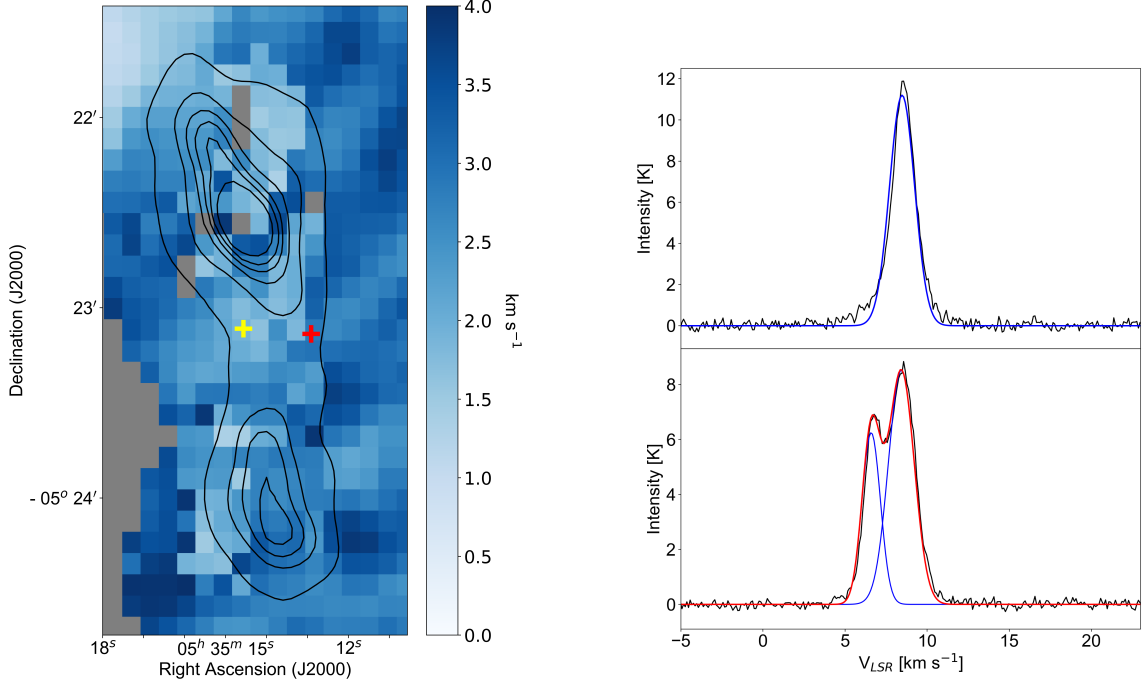 4.0
3.5
3.0
2.5
2.0
1.5
1.0
0.5
0.0
km s⁻¹
22′
23′
- 05ᵒ 24′
Declination (J2000)
18ˢ
05ʰ 35ᵐ 15ˢ
12ˢ
Right Ascension (J2000)
12
10
8
6
4
2
0
Intensity [K]
8
6
4
2
0
Intensity [K]
−5
0
5
10
15
20
V_LSR [km s⁻¹]